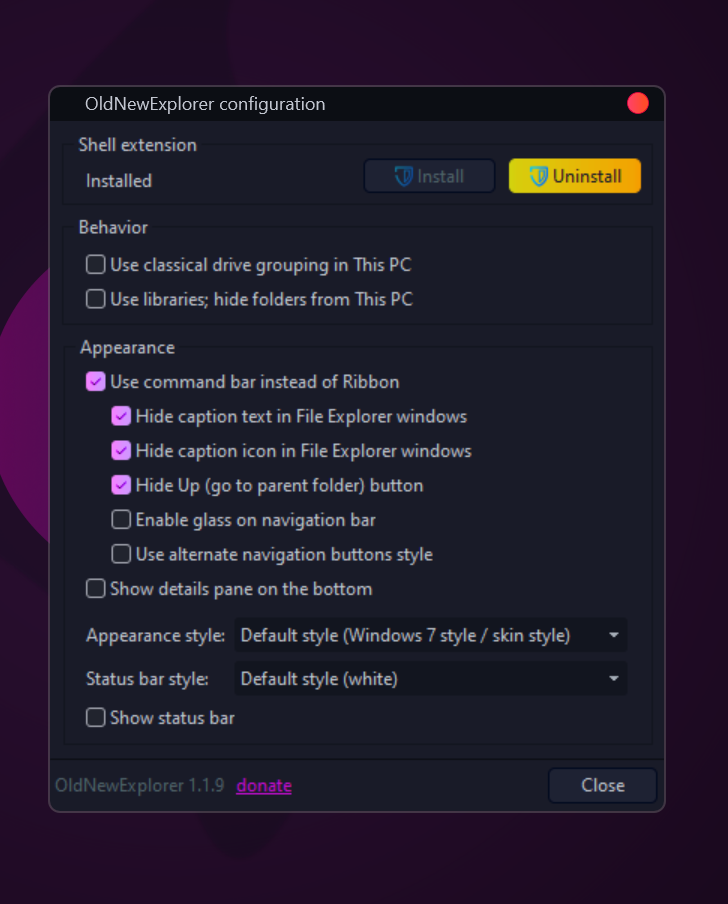 OldNewExplorer configuration
Shell extension
Installed
Install
Uninstall
Behavior
Use classical drive grouping in This PC
Use libraries; hide folders from This PC
Appearance
Use command bar instead of Ribbon
Hide caption text in File Explorer windows
Hide caption icon in File Explorer windows
Hide Up (go to parent folder) button
Enable glass on navigation bar
Use alternate navigation buttons style
Show details pane on the bottom
Appearance style: Default style (Windows 7 style / skin style)
Status bar style: Default style (white)
Show status bar
OldNewExplorer 1.1.9 donate
Close